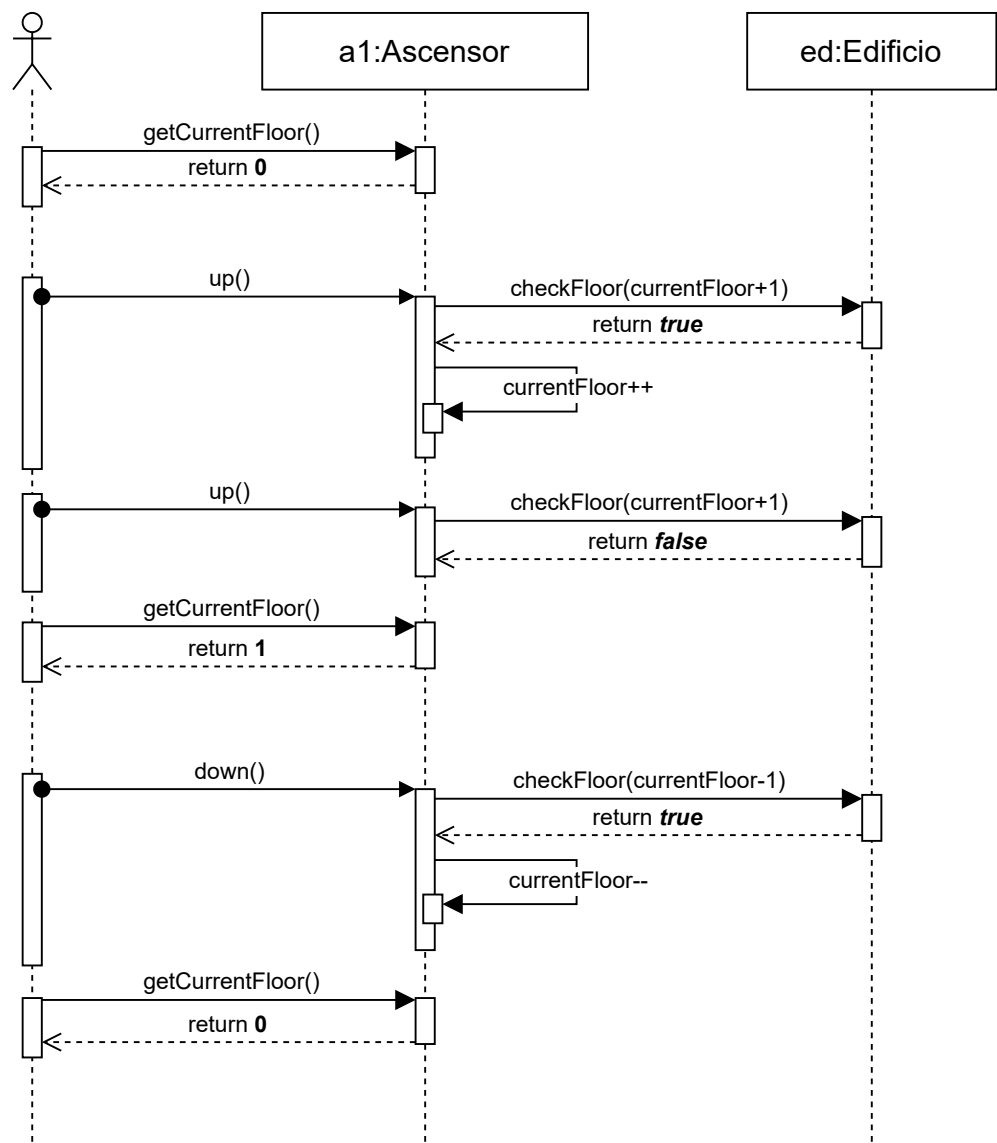 a1:Ascensor
ed:Edificio
getCurrentFloor()
return 0
up()
checkFloor(currentFloor+1)
return true
currentFloor++
up()
checkFloor(currentFloor+1)
return false
getCurrentFloor()
return 1
down()
checkFloor(currentFloor-1)
return true
currentFloor--
getCurrentFloor()
return 0